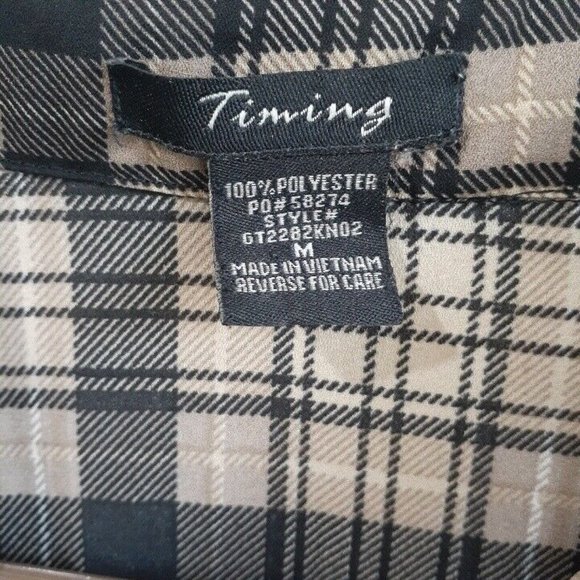 Timing
100% POLYESTER
PO# 58274
STYLE#
GT2282KN02
M
MADE IN VIETNAM
REVERSE FOR CARE